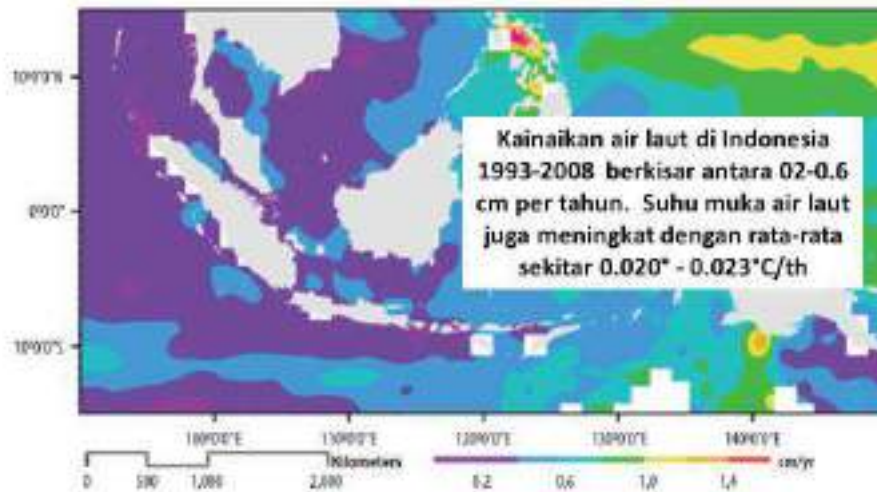 10°0'0"N
Kainaikan air laut di Indonesia
1993-2008 berkisar antara 02-0.6
cm per tahun. Suhu muka air laut
juga meningkat dengan rata-rata
sekitar 0.020° - 0.023°C/th
0°0'0"
10°0'0"S
100°0'0"E 110°0'0"E 120°0'0"E 130°0'0"E 140°0'0"E
Kilometers
0 500 1,000 2,000
cm/yr
0.2 0,6 1,0 1,4